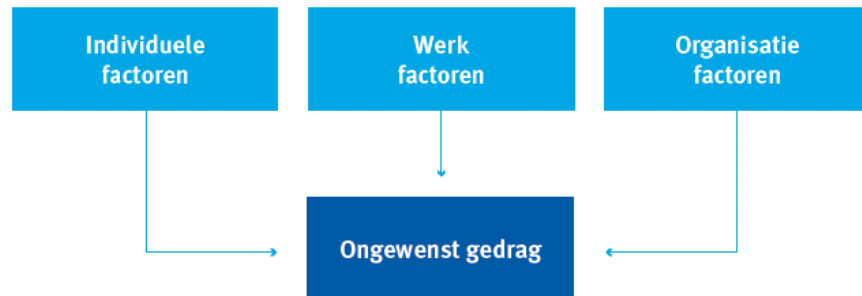 Individuele
factoren
Werk
factoren
Organisatie
factoren
Ongewenst gedrag